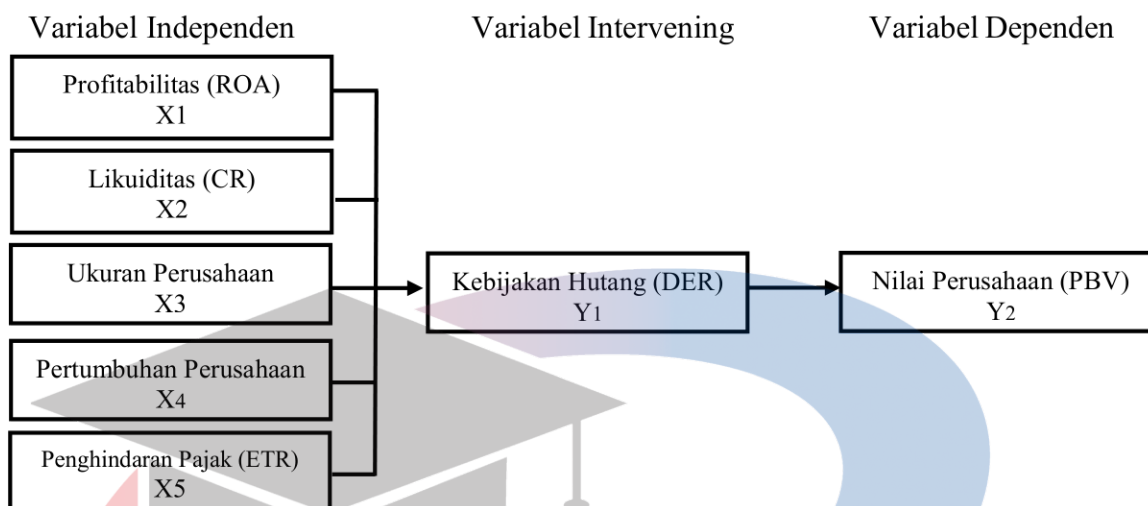 Variabel Independen
Variabel Intervening
Variabel Dependen
Profitabilitas (ROA)
X1
Likuiditas (CR)
X2
Ukuran Perusahaan
X3
Pertumbuhan Perusahaan
X4
Penghindaran Pajak (ETR)
X5
Kebijakan Hutang (DER)
Y1
Nilai Perusahaan (PBV)
Y2